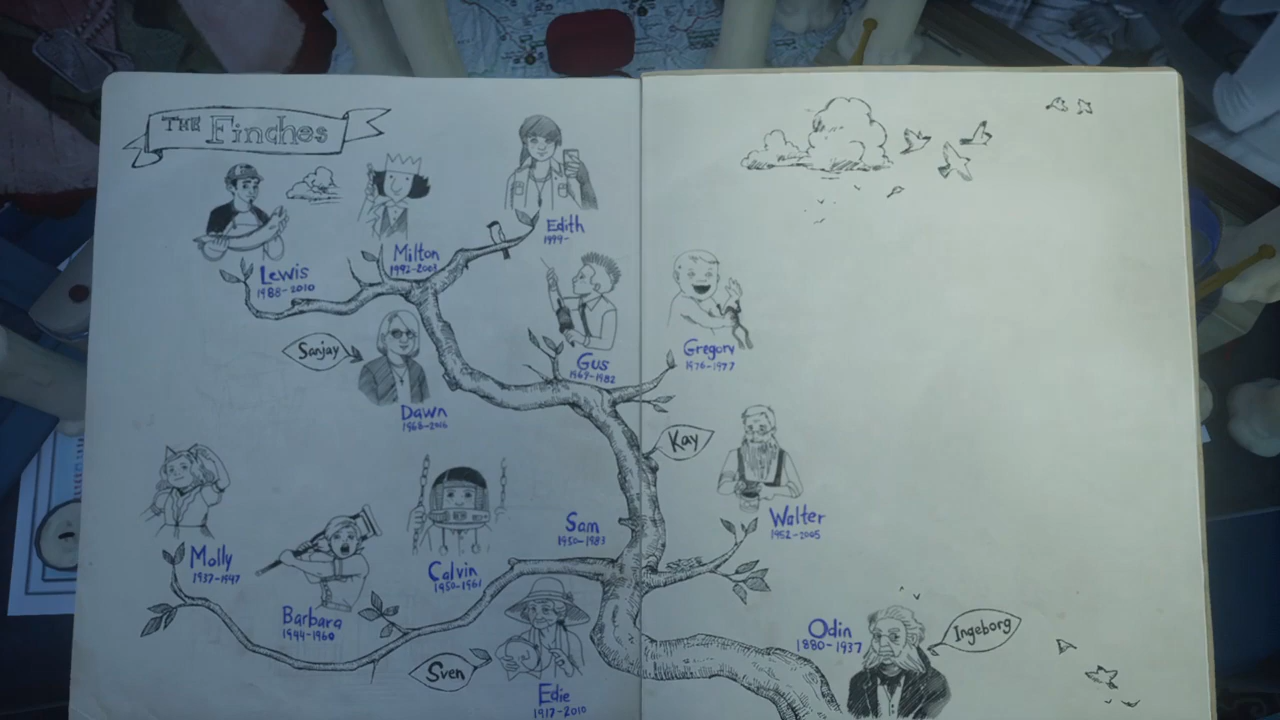 THE Finches
Edith
1999-
Milton
1992-2003
Lewis
1988-2010
Sanjay
Gus
1969-1982
Gregory
1976-1977
Dawn
1968-2016
Kay
Walter
1952-2005
Sam
1950-1983
Calvin
1950-1961
Molly
1937-1947
Barbara
1944-1960
Sven
Edie
1917-2010
Odin
1880-1937
Ingeborg